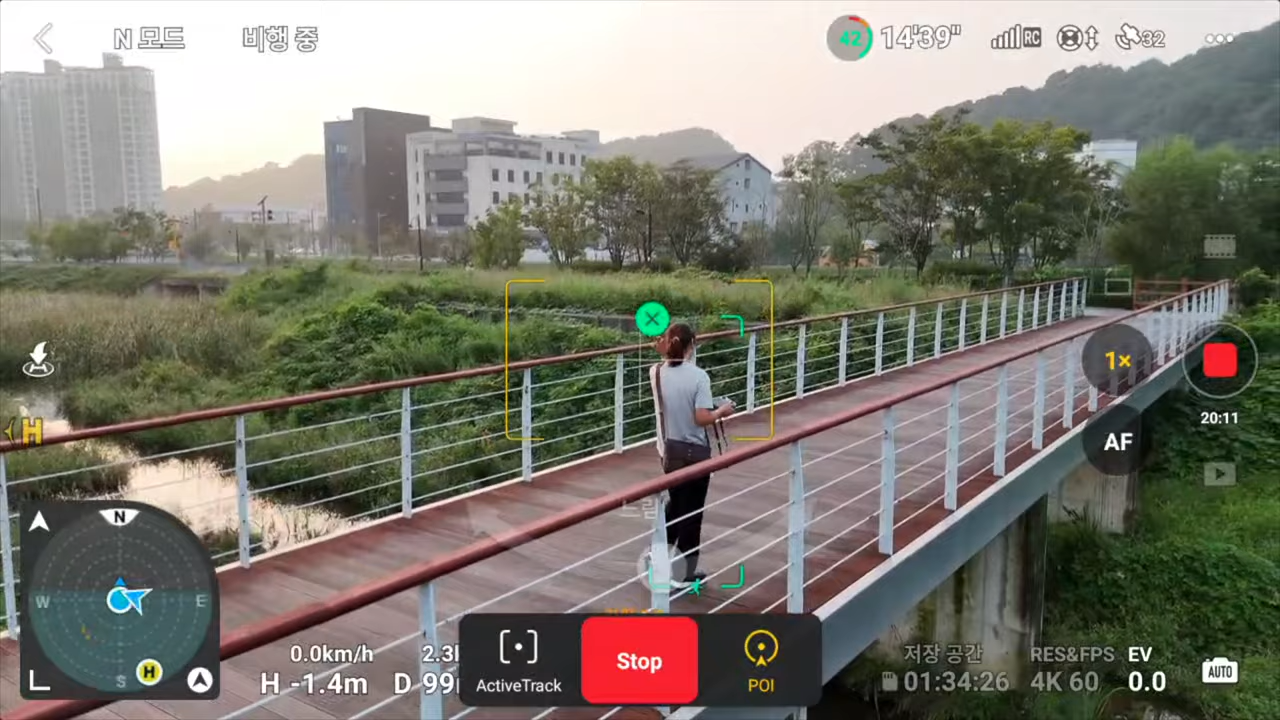 N 모드
비행 중
42
14'39"
RC
32
1×
20:11
AF
H
N
W
E
S
H
0.0km/h
H -1.4m
D 99
ActiveTrack
Stop
POI
저장 공간
01:34:26
RES&FPS
4K 60
EV
0.0
AUTO